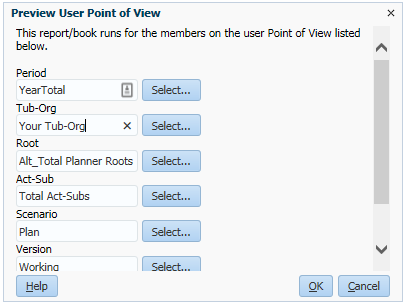 Preview User Point of View
This report/book runs for the members on the user Point of View listed
below.
Period
YearTotal
Select...
Tub-Org
Your Tub-Org
Select...
Root
Alt_Total Planner Roots
Select...
Act-Sub
Total Act-Subs
Select...
Scenario
Plan
Select...
Version
Working
Help
OK
Cancel